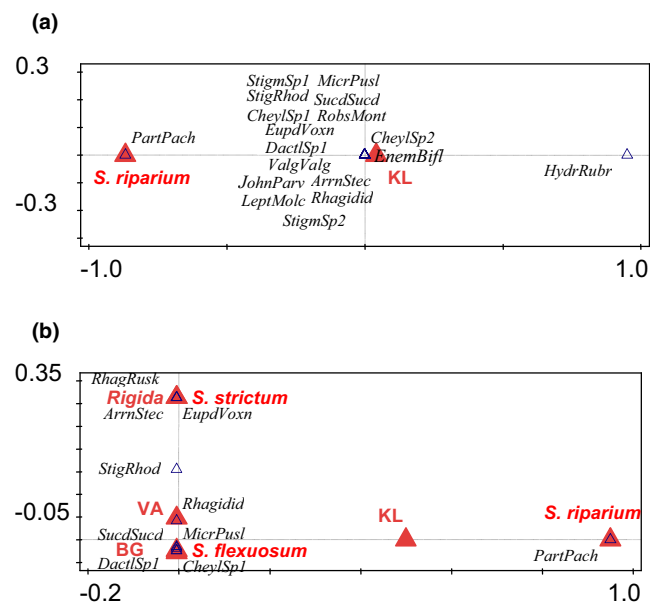 (a)
0.3
StigmSp1 MicrPusl
StigRhod SucdSucd
CheylSp1 RobsMont
EupdVoxn CheylSp2
PartPach
DactlSp1 EnemBifl
ValgValg
HydrRubr
S. riparium
JohnParv ArrnStec KL
LeptMolc Rhagidid
-0.3
StigmSp2
-1.0 1.0
(b)
0.35
RhagRusk
Rigida S. strictum
ArrnStec EupdVoxn
StigRhod
VA Rhagidid
-0.05
KL S. riparium
SucdSucd MicrPusl
BG S. flexuosum
PartPach
DactlSp1 CheylSp1
-0.2 1.0